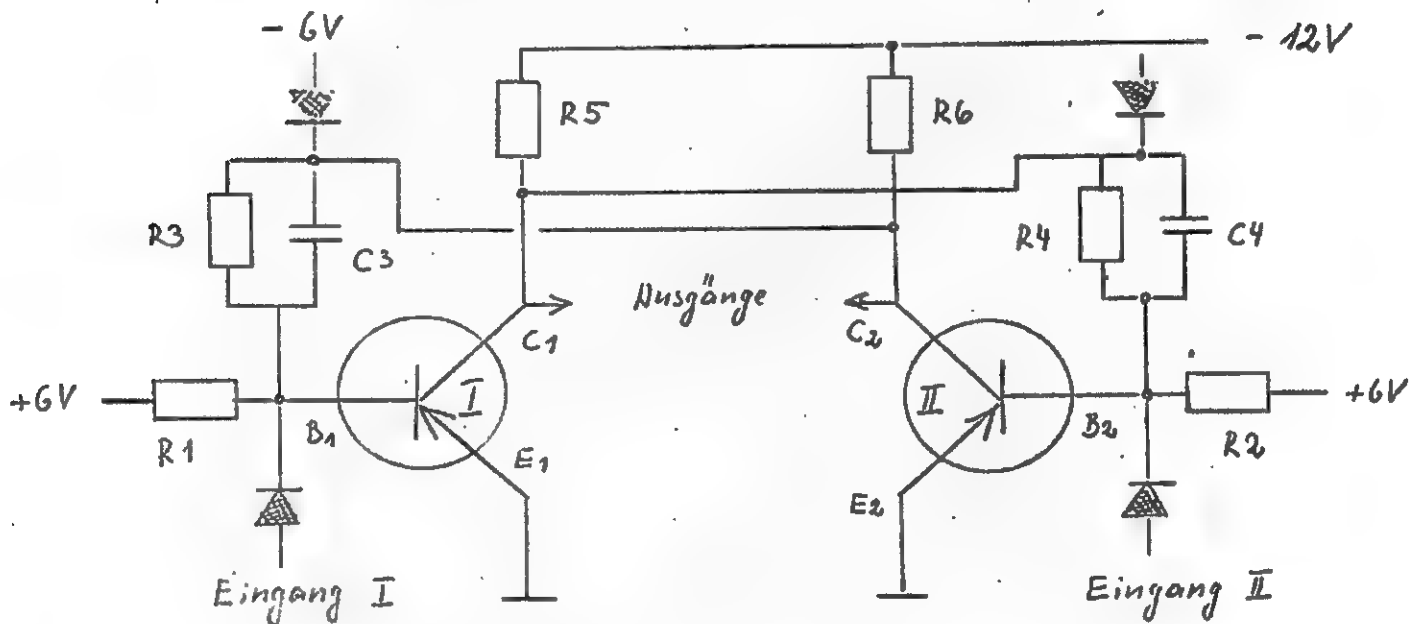 - 6V
- 12V
R5
R6
R3
C3
R4
C4
Ausgänge
C1
C2
+6V
I
II
+6V
R1
B1
B2
R2
E1
E2
Eingang I
Eingang II